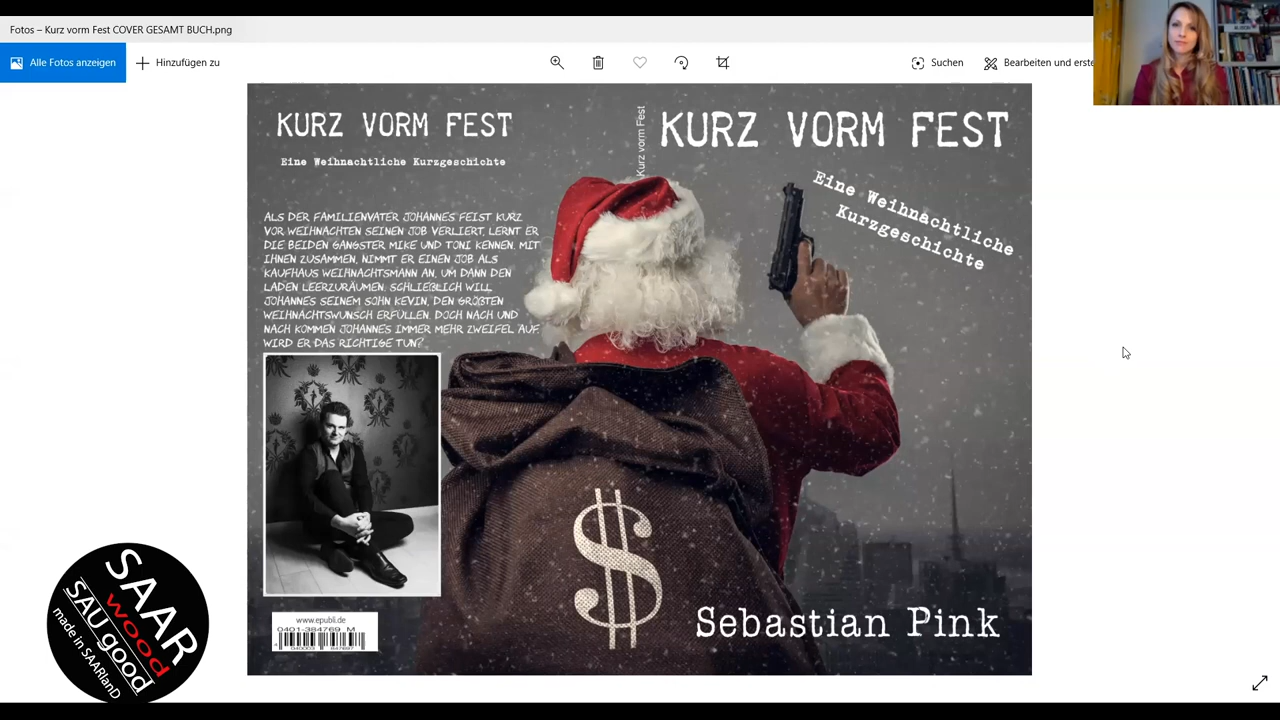 Fotos – Kurz vorm Fest COVER GESAMT BUCH.png
Alle Fotos anzeigen
Hinzufügen zu
Suchen
Bearbeiten und erste
KURZ VORM FEST
Eine Weihnachtliche Kurzgeschichte
ALS DER FAMILIENVATER JOHANNES FEIST KURZ
VOR WEIHNACHTEN SEINEN JOB VERLIERT, LERNT ER
DIE BEIDEN GANGSTER MIKE UND TONI KENNEN. MIT
IHNEN ZUSAMMEN, NIMMT ER EINEN JOB ALS
KAUFHAUS WEIHNACHTSMANN AN, UM DANN DEN
LADEN LEERZURÄUMEN. SCHLIEßLICH WILL
JOHANNES SEINEM SOHN KEVIN, DEN GRÖßTEN
WEIHNACHTSWUNSCH ERFÜLLEN. DOCH NACH UND
NACH KOMMEN JOHANNES IMMER MEHR ZWEIFEL AUF.
WIRD ER DAS RICHTIGE TUN?
www.epubli.de
0401-384769 M
Kurz vorm Fest
KURZ VORM FEST
Eine Weihnachtliche
Kurzgeschichte
$
Sebastian Pink
SAAR
wood
SAU good
made in SAARlanD